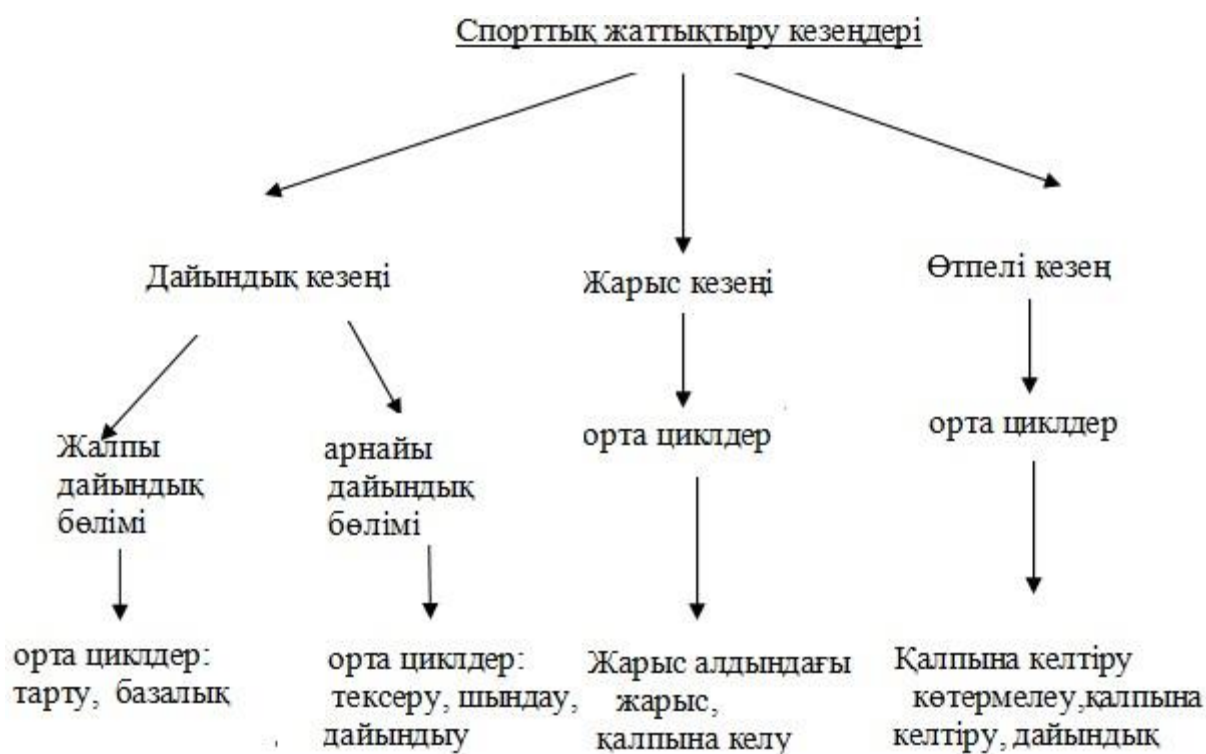 Спорттық жаттықтыру кезеңдері
Дайындық кезеңі
Жарыс кезеңі
Өтпелі кезең
Жалпы
дайындық
бөлімі
арнайы
дайындық
бөлімі
орта циклдер
орта циклдер
орта циклдер:
тарту, базалық
орта циклдер:
тексеру, шындау,
дайындыу
Жарыс алдындағы
жарыс,
қалпына келу
Қалпына келтіру
көтермелеу,қалпына
келтіру, дайындық